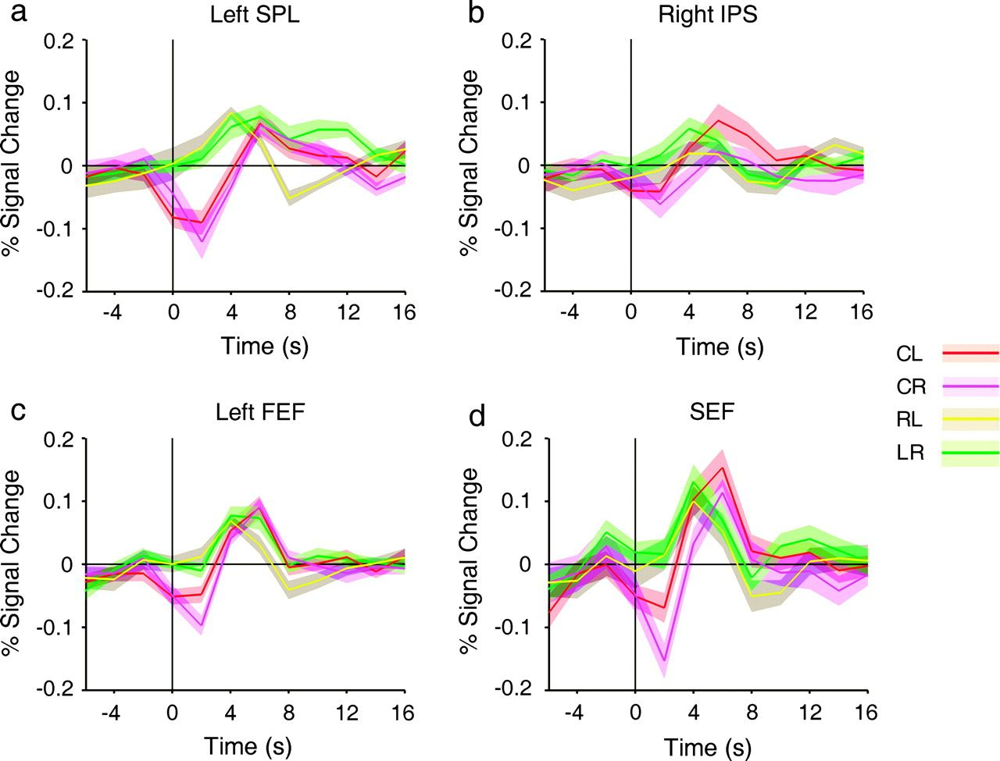 a
Left SPL
% Signal Change
0.2
0.1
0
-0.1
-0.2
-4 0 4 8 12 16
Time (s)
b
Right IPS
% Signal Change
0.2
0.1
0
-0.1
-0.2
-4 0 4 8 12 16
Time (s)
c
Left FEF
% Signal Change
0.2
0.1
0
-0.1
-0.2
-4 0 4 8 12 16
Time (s)
d
SEF
% Signal Change
0.2
0.1
0
-0.1
-0.2
-4 0 4 8 12 16
Time (s)
CL
CR
RL
LR